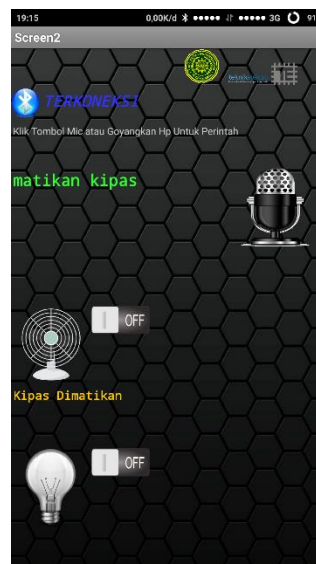 19:15 0,00K/d 3G 91
Screen2
TERKONEKSI
Klik Tombol Mic atau Goyangkan Hp Untuk Perintah
matikan kipas
OFF
Kipas Dimatikan
OFF